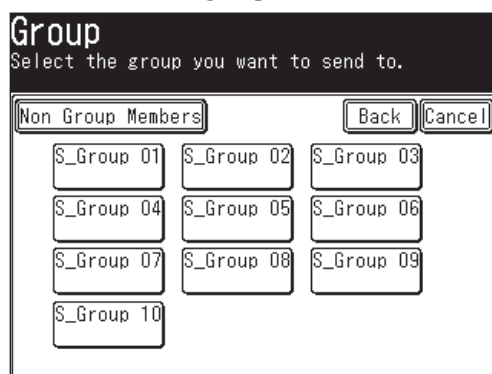 Group
Select the group you want to send to.
Non Group Members Back Cancel
S_Group 01 S_Group 02 S_Group 03
S_Group 04 S_Group 05 S_Group 06
S_Group 07 S_Group 08 S_Group 09
S_Group 10